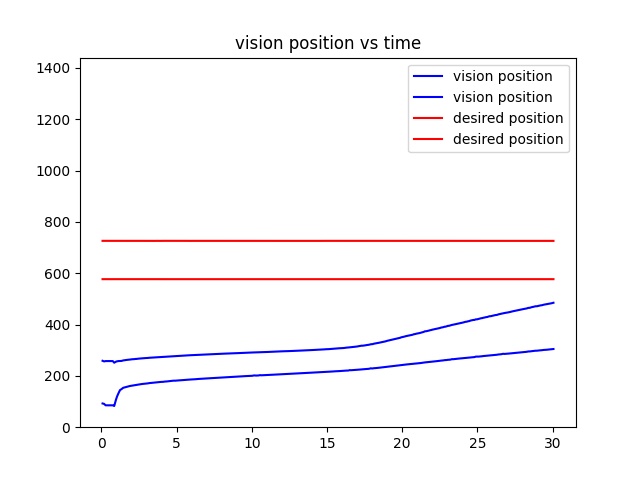 vision position vs time
1400
1200
1000
800
600
400
200
0
vision position
vision position
desired position
desired position
0 5 10 15 20 25 30